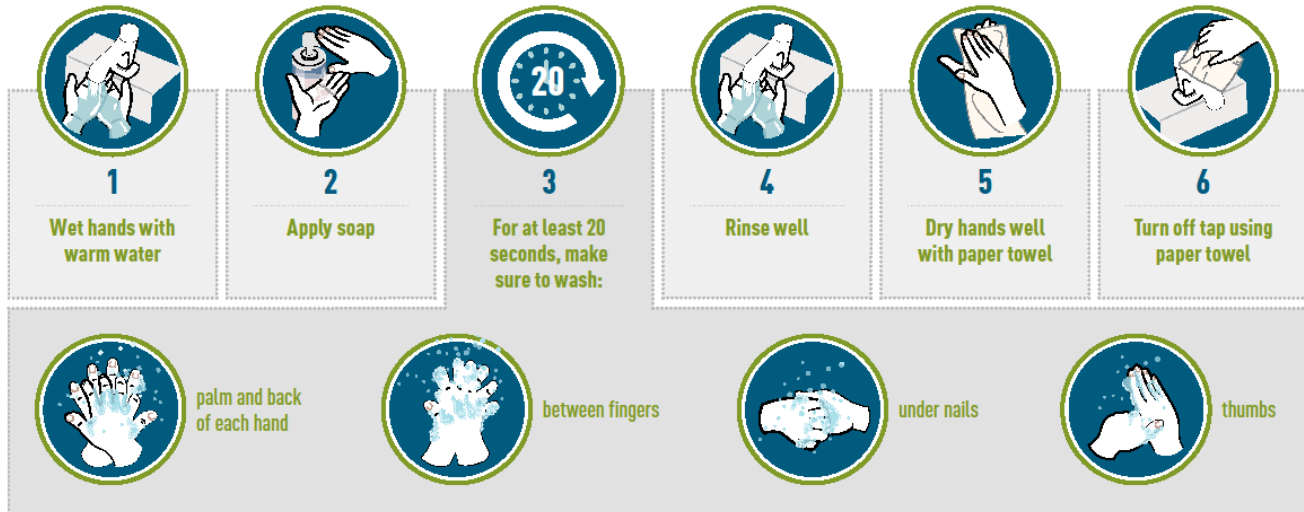 20
1
Wet hands with
warm water
2
Apply soap
3
For at least 20
seconds, make
sure to wash:
4
Rinse well
5
Dry hands well
with paper towel
6
Turn off tap using
paper towel
palm and back
of each hand
between fingers
under nails
thumbs